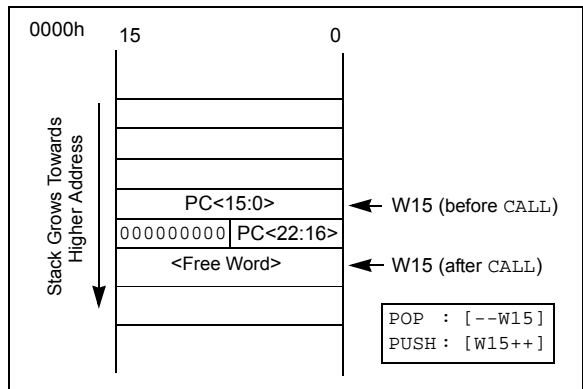 0000h
15 0
Stack Grows Towards
Higher Address
PC<15:0>
W15 (before CALL)
000000000 PC<22:16>
<Free Word>
W15 (after CALL)
POP : [--W15]
PUSH : [W15++]